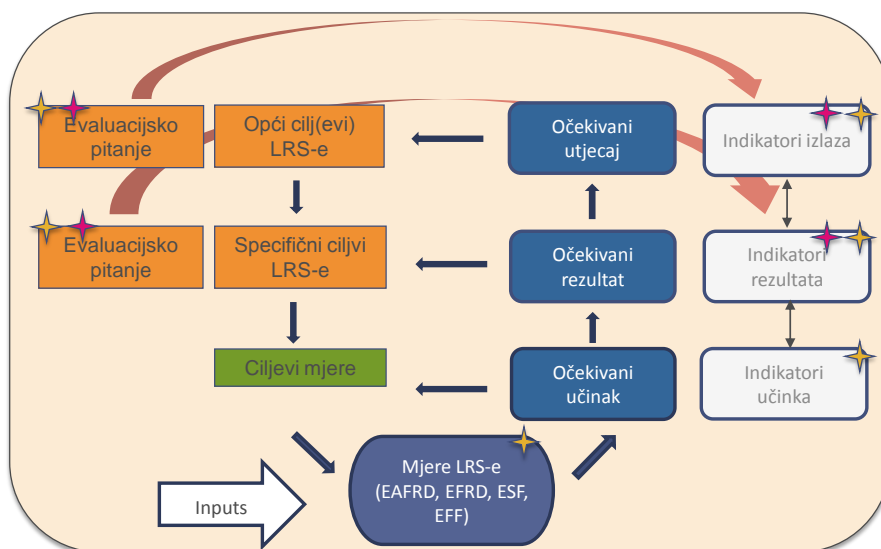 Evaluacijsko
pitanje
Opći cilj(evi)
LRS-e
Očekivani
utjecaj
Indikatori izlaza
Evaluacijsko
pitanje
Specifični ciljvi
LRS-e
Očekivani
rezultat
Indikatori
rezultata
Ciljevi mjere
Očekivani
učinak
Indikatori
učinka
Mjere LRS-e
(EAFRD, EFRD, ESF,
EFF)
Inputs